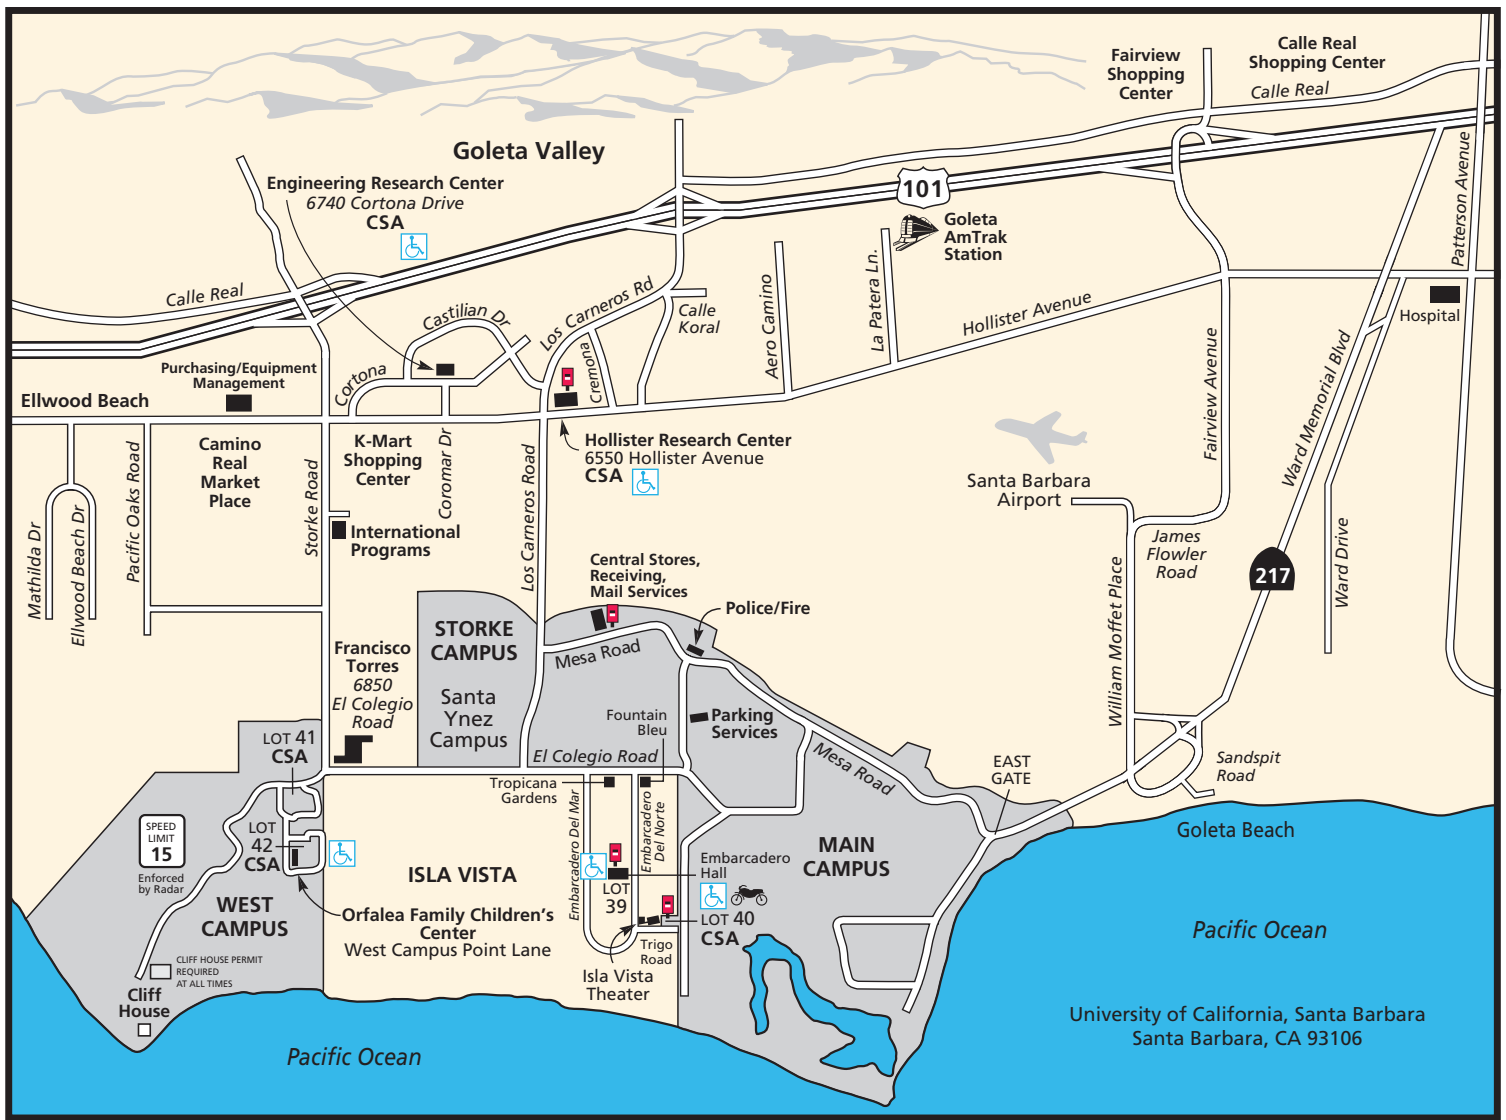 Calle Real
Shopping Center
Fairview
Shopping
Center
Calle Real
Goleta Valley
Engineering Research Center
6740 Cortona Drive
CSA
101
Goleta
AmTrak
Station
Patterson Avenue
Calle Real
Castilian Dr
Los Carneros Rd
Calle
Koral
Aero Camino
La Patera Ln.
Hollister Avenue
Hospital
Purchasing/Equipment
Management
Cortona
Cremona
Fairview Avenue
Ward Memorial Blvd
Ellwood Beach
Camino
Real
Market
Place
K-Mart
Shopping
Center
Coromar Dr
Hollister Research Center
6550 Hollister Avenue
CSA
Santa Barbara
Airport
Mathilda Dr
Ellwood Beach Dr
Pacific Oaks Road
Storke Road
International
Programs
Los Carneros Road
James
Flowler
Road
217
Ward Drive
William Moffet Place
Central Stores,
Receiving,
Mail Services
Police/Fire
STORKE
CAMPUS
Santa
Ynez
Campus
Mesa Road
Francisco
Torres
6850
El Colegio
Road
Fountain
Bleu
Parking
Services
LOT 41
CSA
El Colegio Road
Mesa Road
EAST
GATE
Sandspit
Road
Tropicana
Gardens
Embarcadero Del Mar
Embarcadero
Del Norte
SPEED
LIMIT
15
Enforced
by Radar
LOT
42
CSA
MAIN
CAMPUS
Goleta Beach
ISLA VISTA
Embarcadero
Hall
LOT
39
LOT 40
CSA
WEST
CAMPUS
Orfalea Family Children's
Center
West Campus Point Lane
Trigo
Road
Isla Vista
Theater
CLIFF HOUSE PERMIT
REQUIRED
AT ALL TIMES
Cliff
House
Pacific Ocean
Pacific Ocean
University of California, Santa Barbara
Santa Barbara, CA 93106